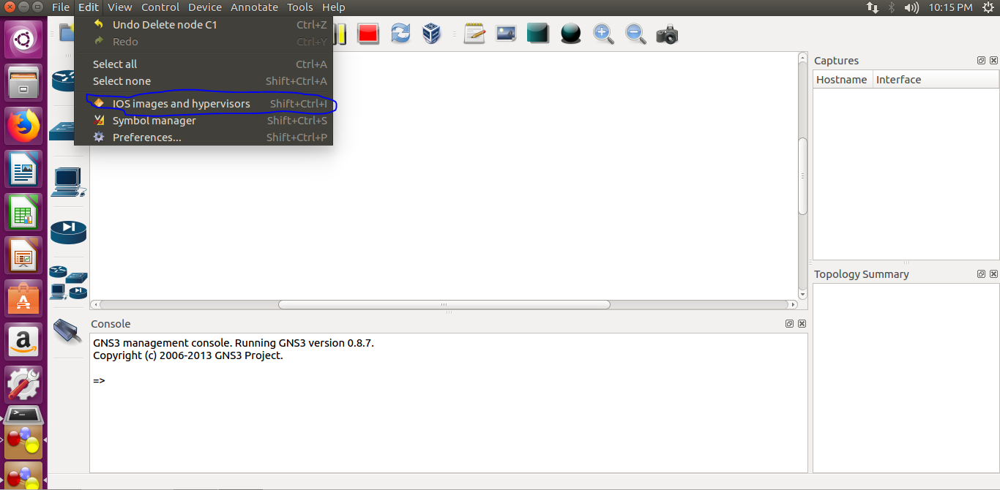 File Edit View Control Device Annotate Tools Help 10:15 PM
Undo Delete node C1 Ctrl+Z
Redo Ctrl+Y
Select all Ctrl+A
Select none Shift+Ctrl+A
IOS images and hypervisors Shift+Ctrl+I
Symbol manager Shift+Ctrl+S
Preferences... Shift+Ctrl+P
Captures
Hostname Interface
Topology Summary
Console
GNS3 management console. Running GNS3 version 0.8.7.
Copyright (c) 2006-2013 GNS3 Project.
=>